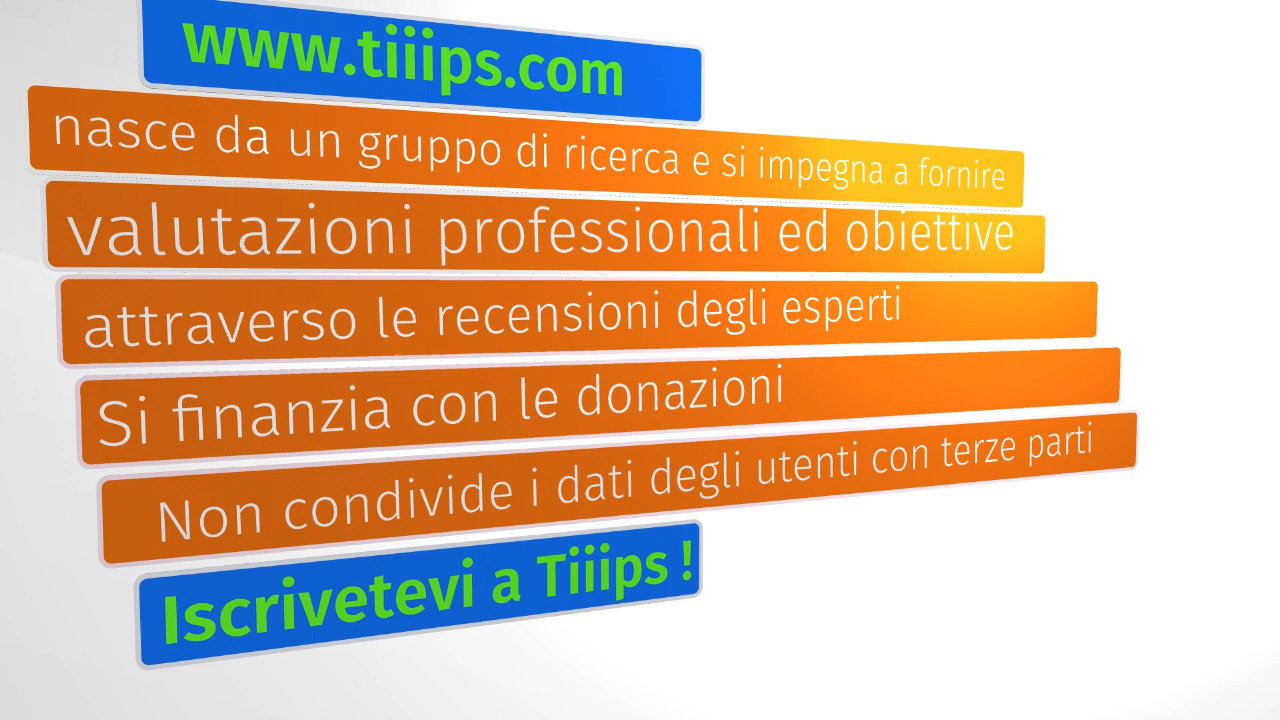 www.tiiips.com
nasce da un gruppo di ricerca e si impegna a fornire
valutazioni professionali ed obiettive
attraverso le recensioni degli esperti
Si finanzia con le donazioni
Non condivide i dati degli utenti con terze parti
Iscrivetevi a Tiiips !